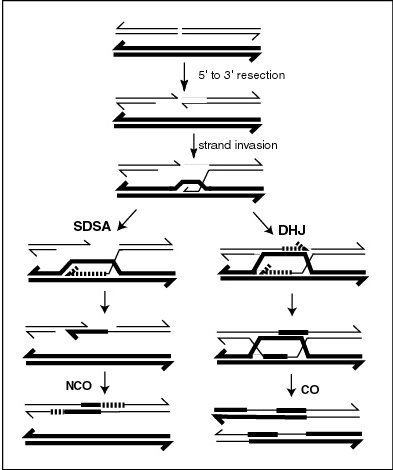 5' to 3' resection
strand invasion
SDSA
DHJ
NCO
CO